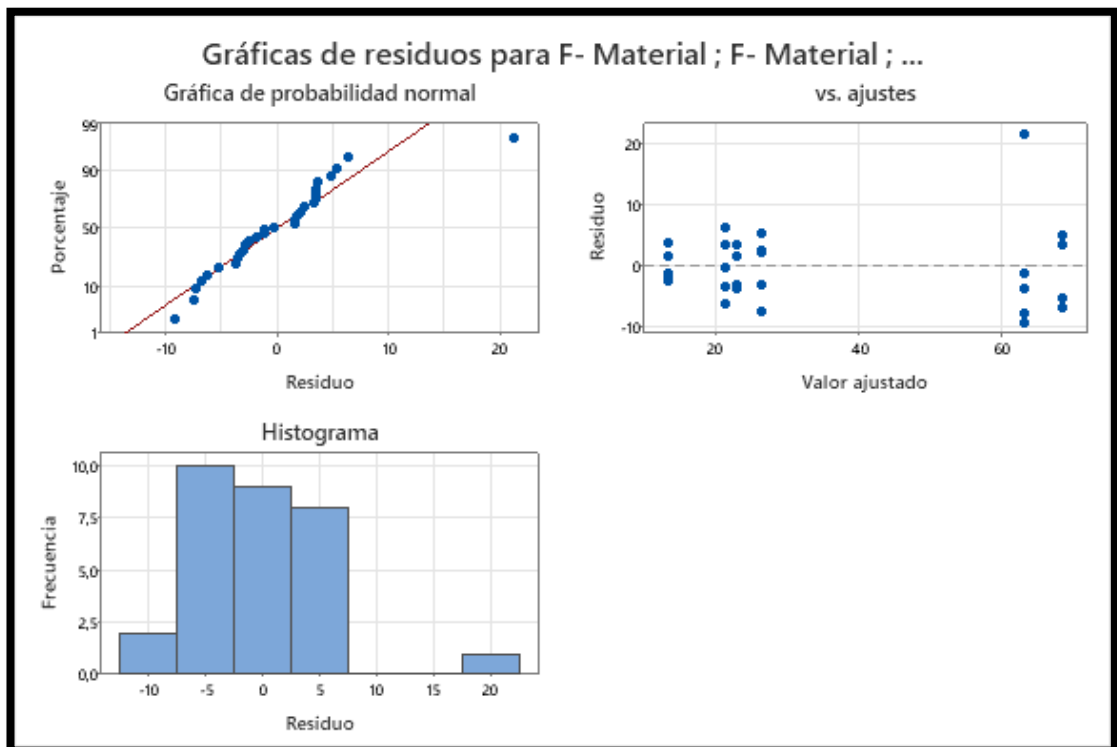 Gráficas de residuos para F- Material ; F- Material ; ...
Gráfica de probabilidad normal
99
90
50
10
1
Porcentaje
-10 0 10 20
Residuo
vs. ajustes
20
10
0
-10
Residuo
20 40 60
Valor ajustado
Histograma
10,0
7,5
5,0
2,5
0,0
Frecuencia
-10 -5 0 5 10 15 20
Residuo